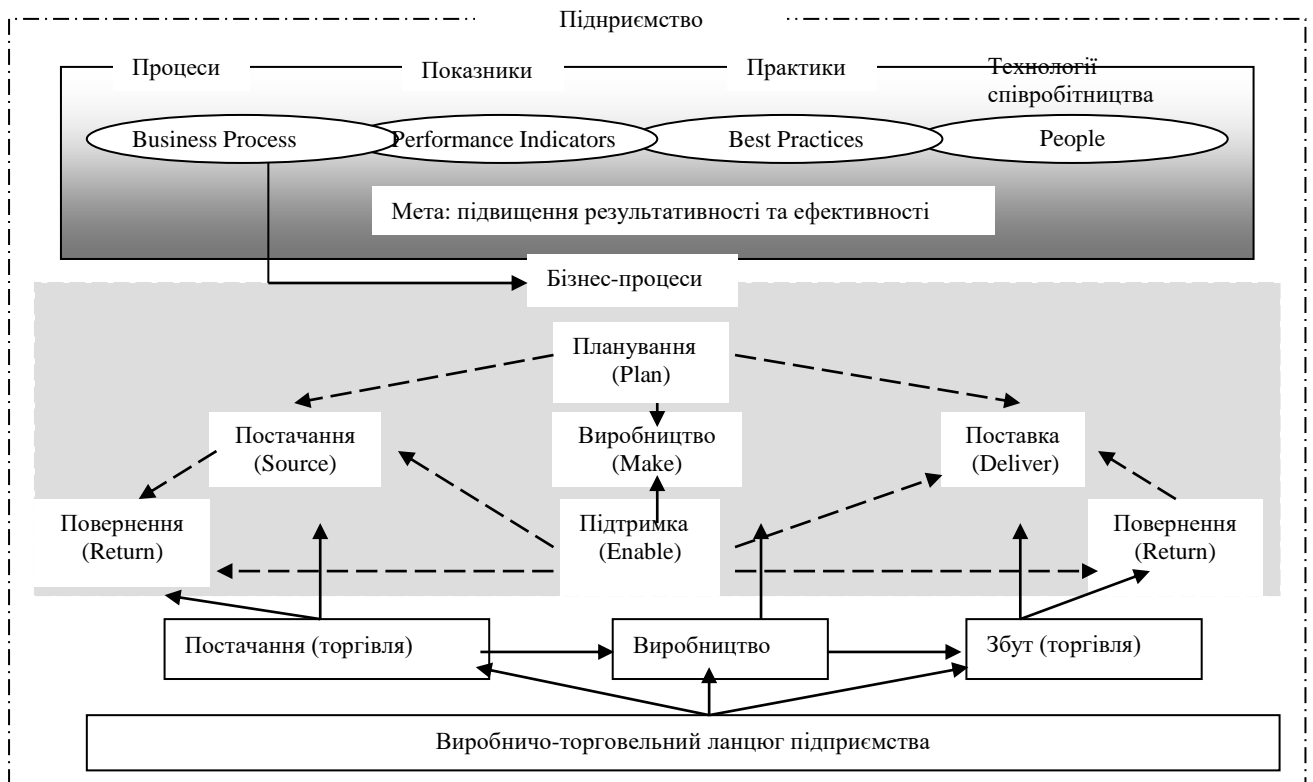 Підприємство
Процеси
Показники
Практики
Технології
співробітництва
Business Process
Performance Indicators
Best Practices
People
Мета: підвищення результативності та ефективності
Бізнес-процеси
Планування
(Plan)
Постачання
(Source)
Виробництво
(Make)
Поставка
(Deliver)
Повернення
(Return)
Підтримка
(Enable)
Повернення
(Return)
Постачання (торгівля)
Виробництво
Збут (торгівля)
Виробничо-торговельний ланцюг підприємства